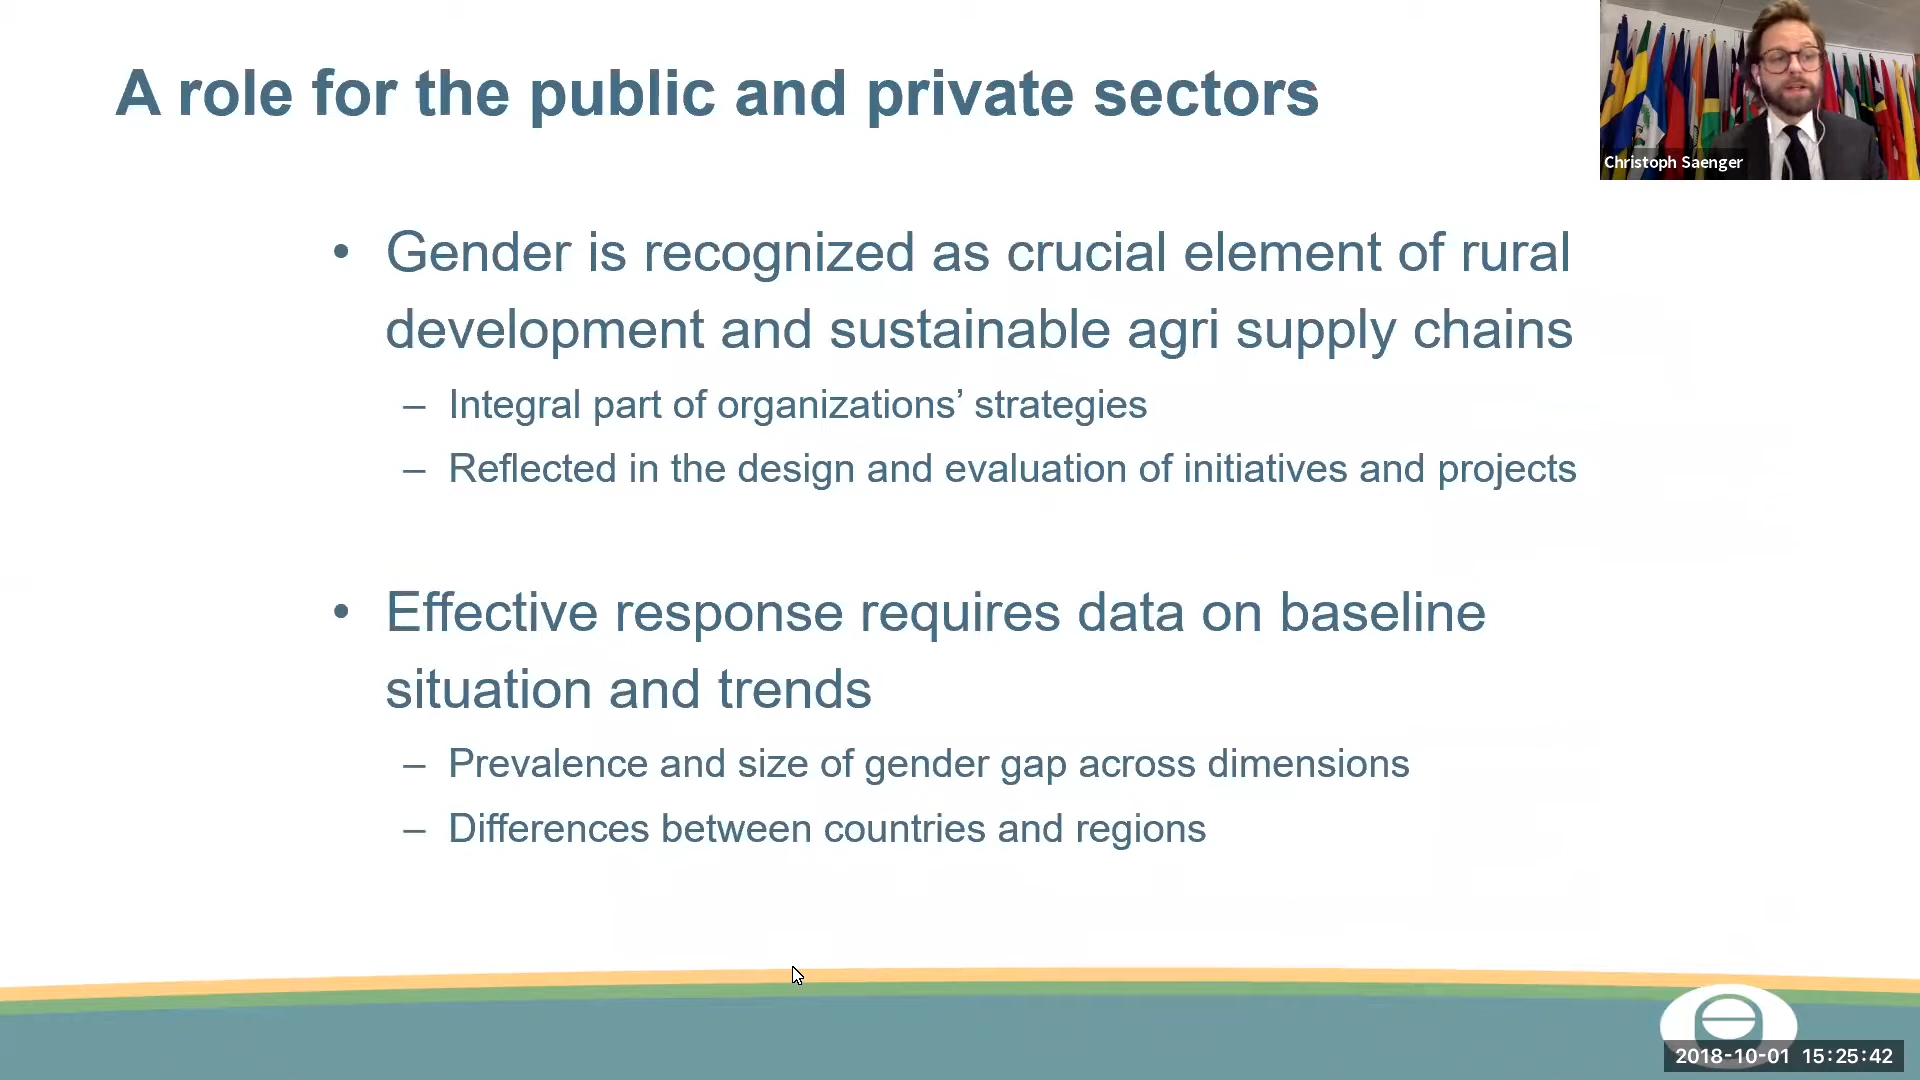 A role for the public and private sectors
Christoph Saenger
• Gender is recognized as crucial element of rural
development and sustainable agri supply chains
– Integral part of organizations’ strategies
– Reflected in the design and evaluation of initiatives and projects
• Effective response requires data on baseline
situation and trends
– Prevalence and size of gender gap across dimensions
– Differences between countries and regions
2018-10-01 15:25:42